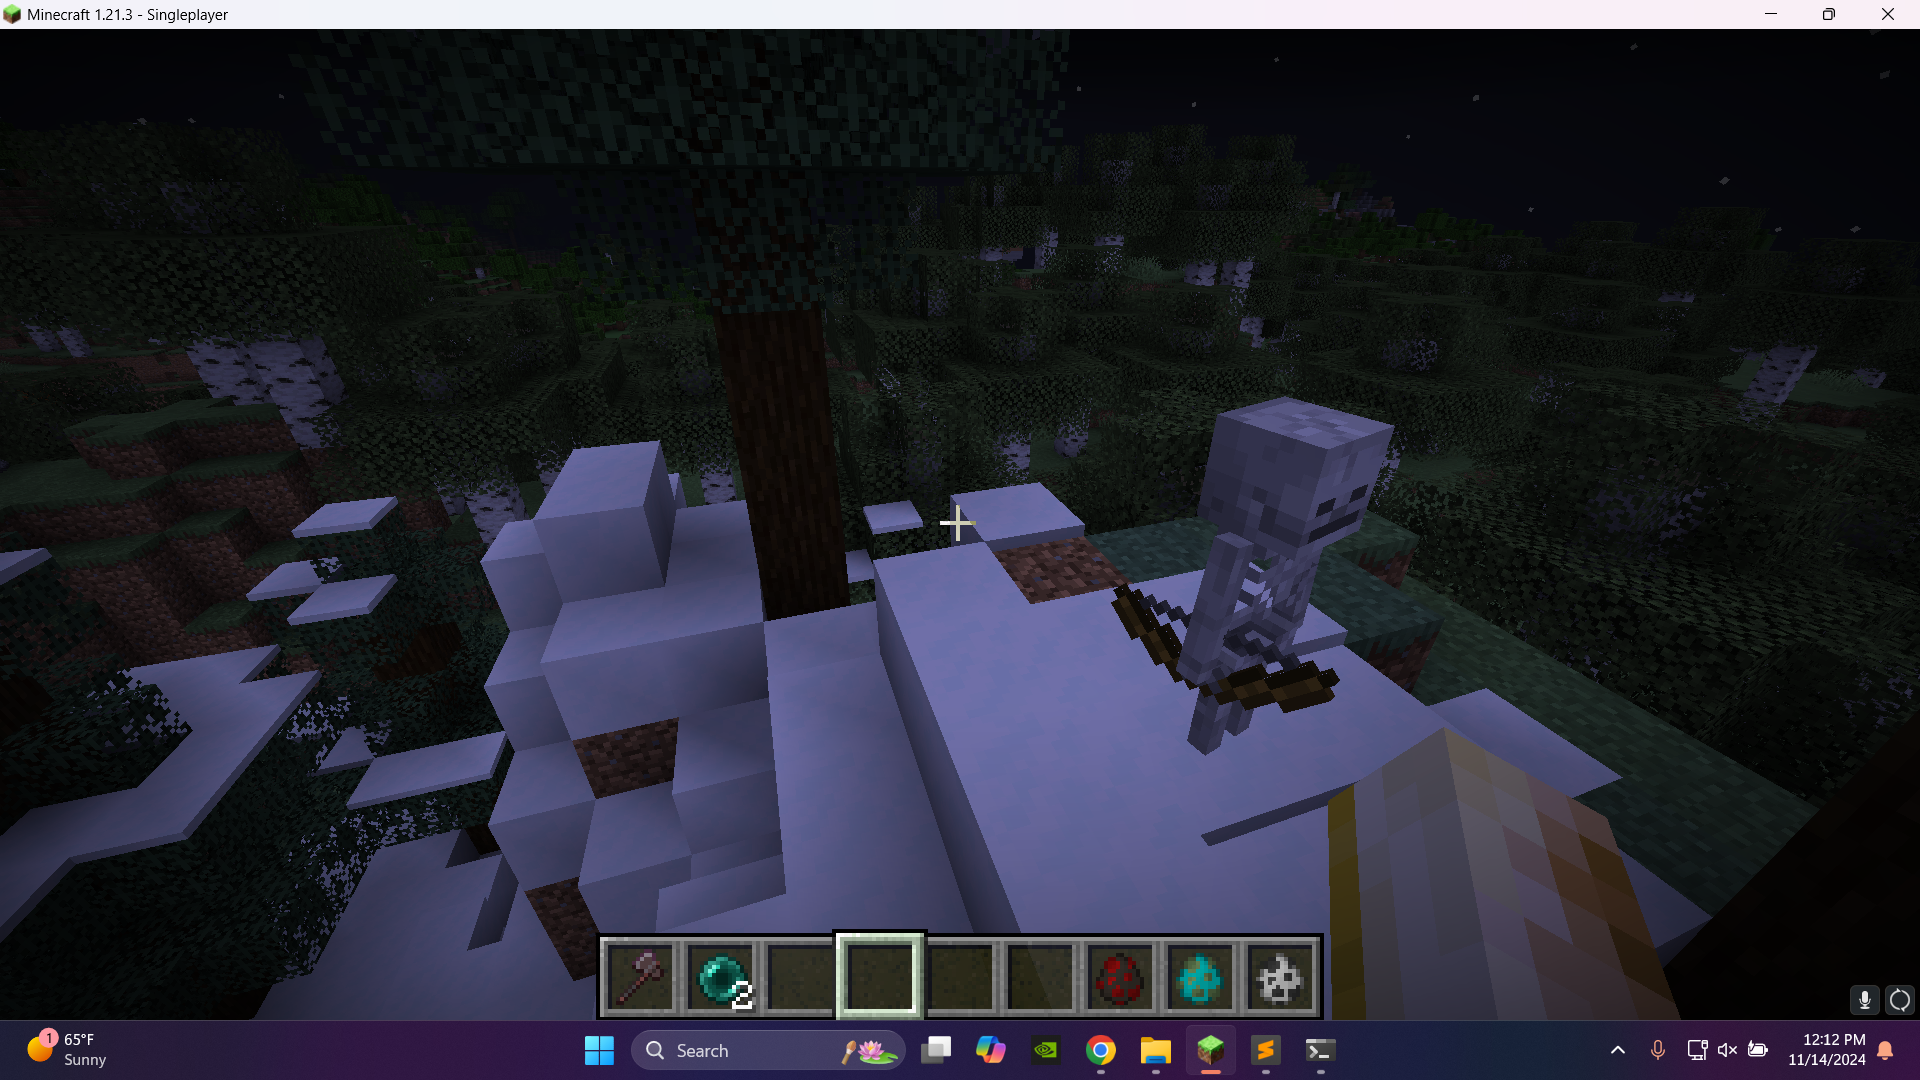 Minecraft 1.21.3 - Singleplayer
2
1
65°F
Sunny
Search
12:12 PM
11/14/2024